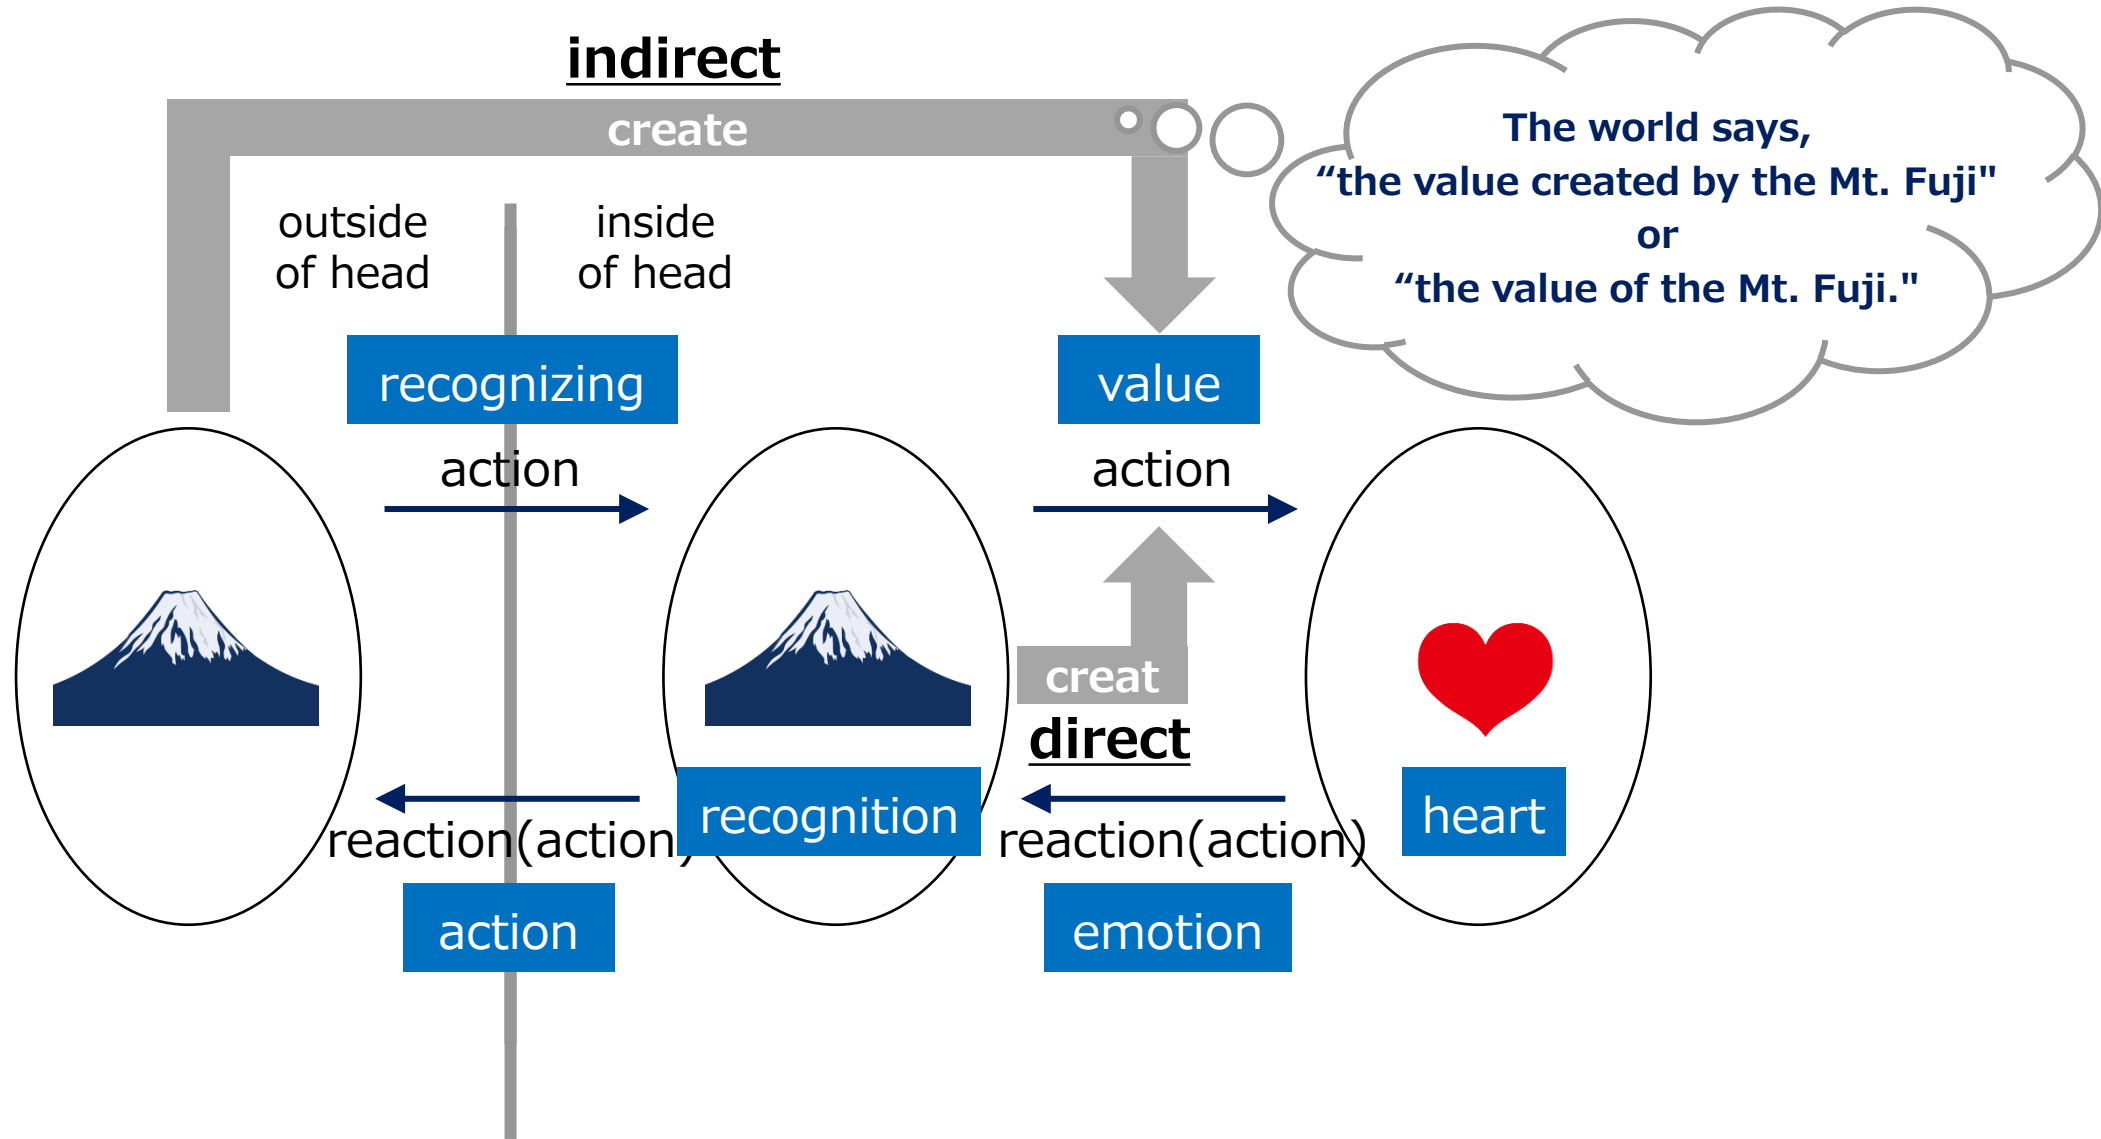 indirect
create
The world says,
“the value created by the Mt. Fuji"
or
“the value of the Mt. Fuji."
outside
of head
inside
of head
recognizing
value
action
action
creat
direct
recognition
heart
reaction(action)
reaction(action)
action
emotion